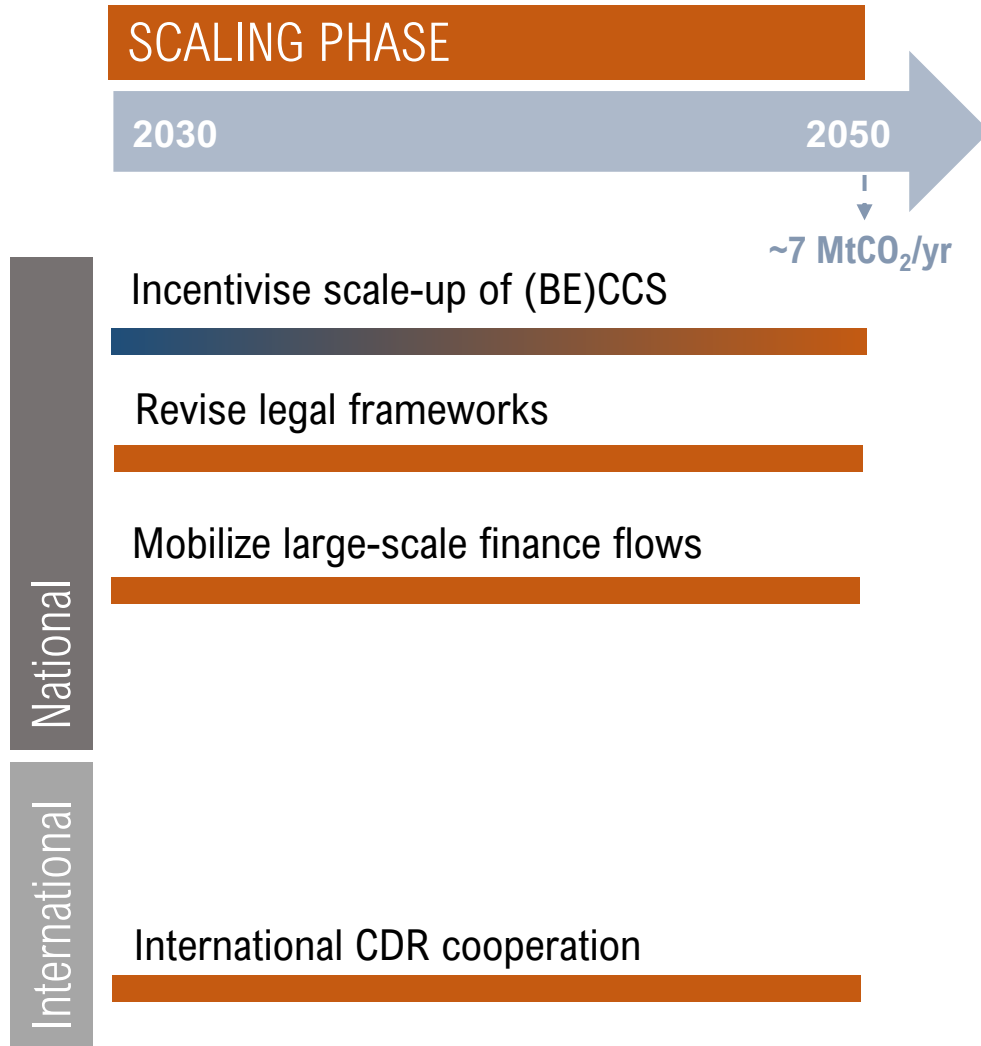 SCALING PHASE
2030
2050
~7 MtCO₂/yr
Incentivise scale-up of (BE)CCS
Revise legal frameworks
Mobilize large-scale finance flows
National
International CDR cooperation
International